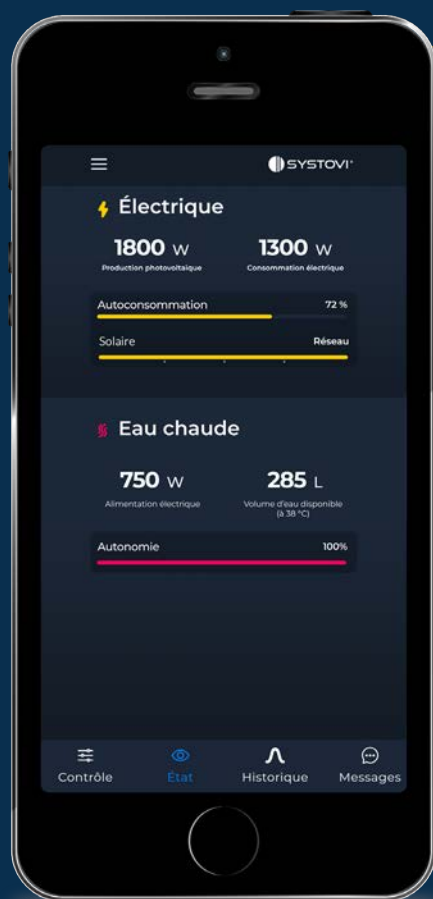 SYSTOVI
Électrique
1800 W
1300 W
Production photovoltaïque
Consommation électrique
Autoconsommation
72 %
Solaire
Réseau
Eau chaude
750 W
285 L
Alimentation électrique
Volume d'eau disponible
(à 38 °C)
Autonomie
100%
Contrôle
État
Historique
Messages